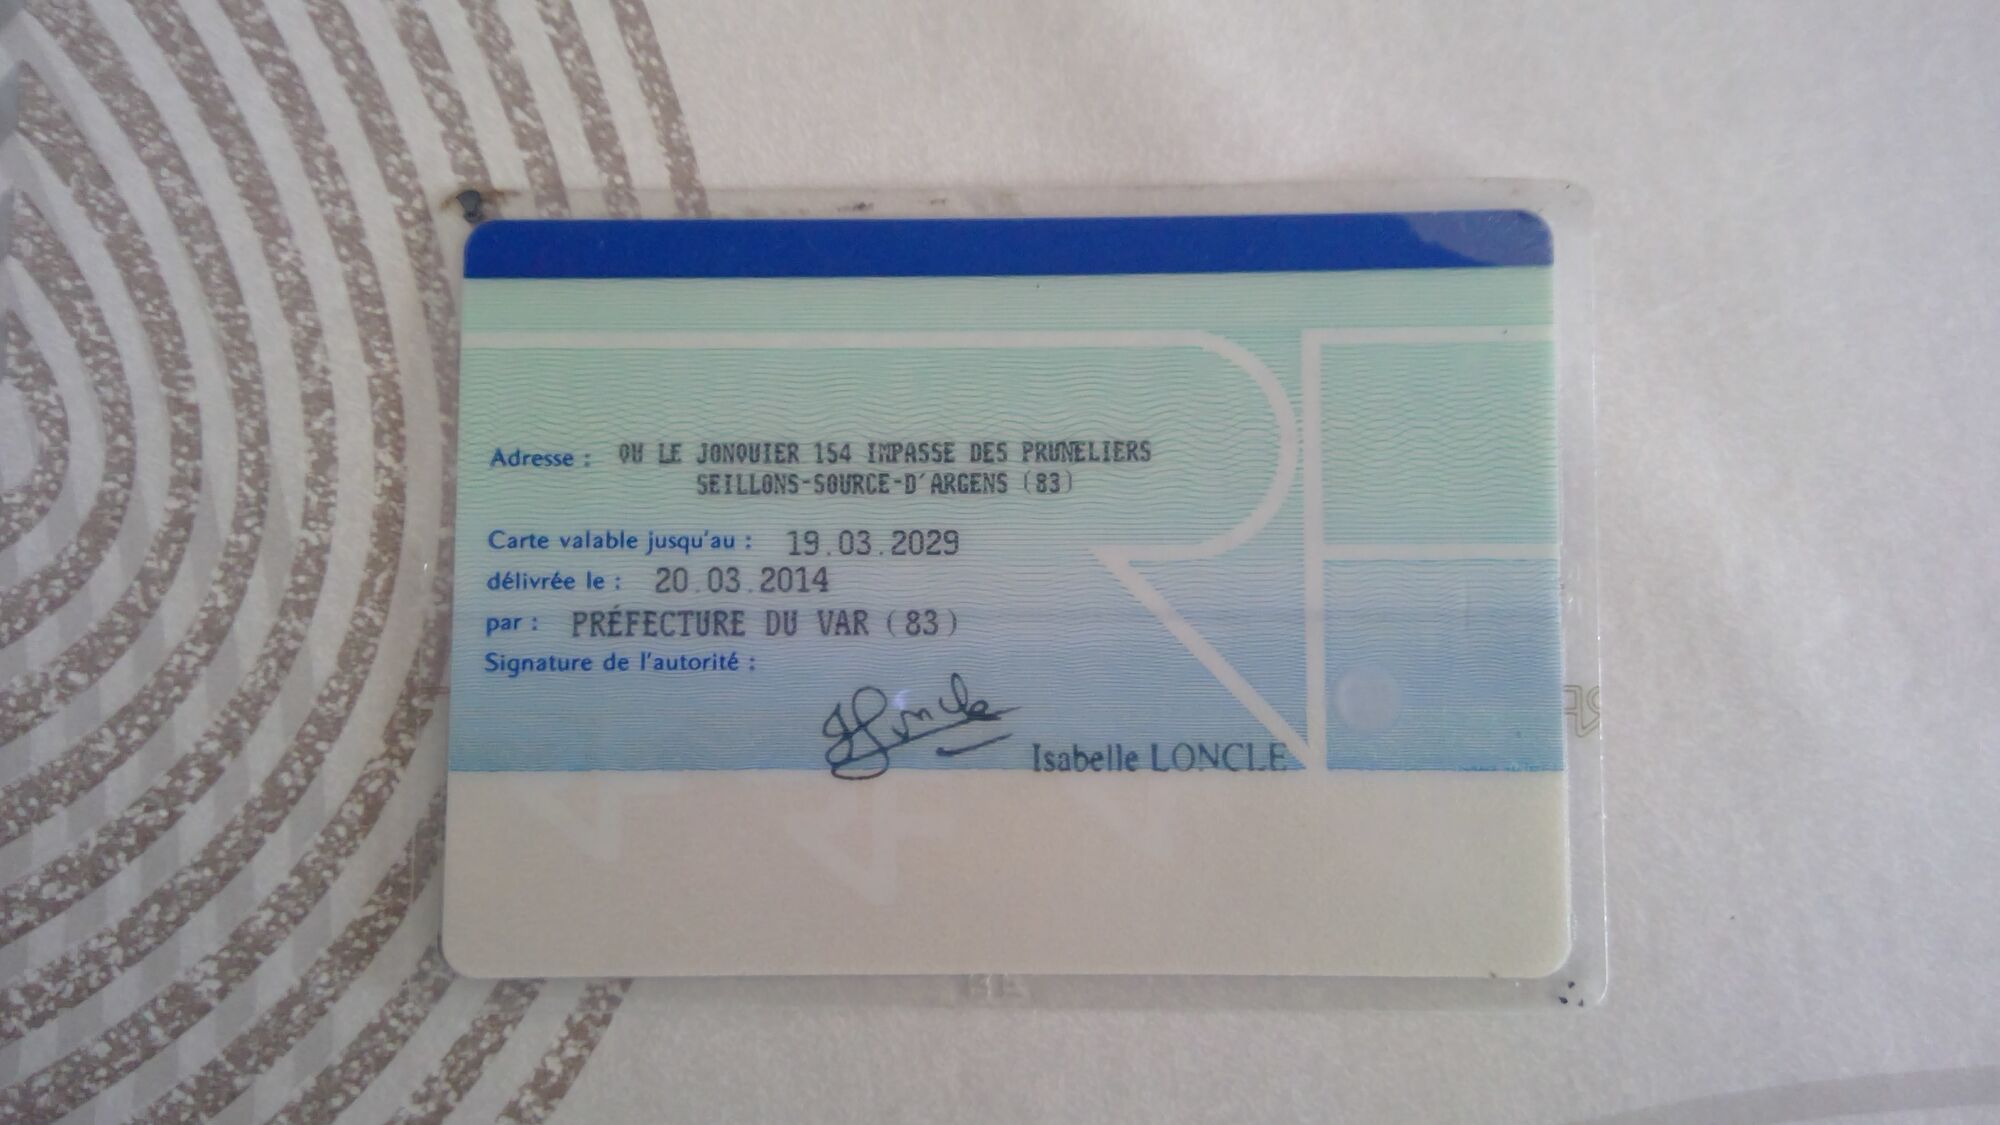 Adresse : QU LE JONQUIER 154 IMPASSE DES PRUNELIERS
SEILLONS-SOURCE-D'ARGENS (83)
Carte valable jusqu'au : 19.03.2029
délivrée le : 20.03.2014
par : PRÉFECTURE DU VAR (83)
Signature de l'autorité :
Isabelle LONCLE
RF